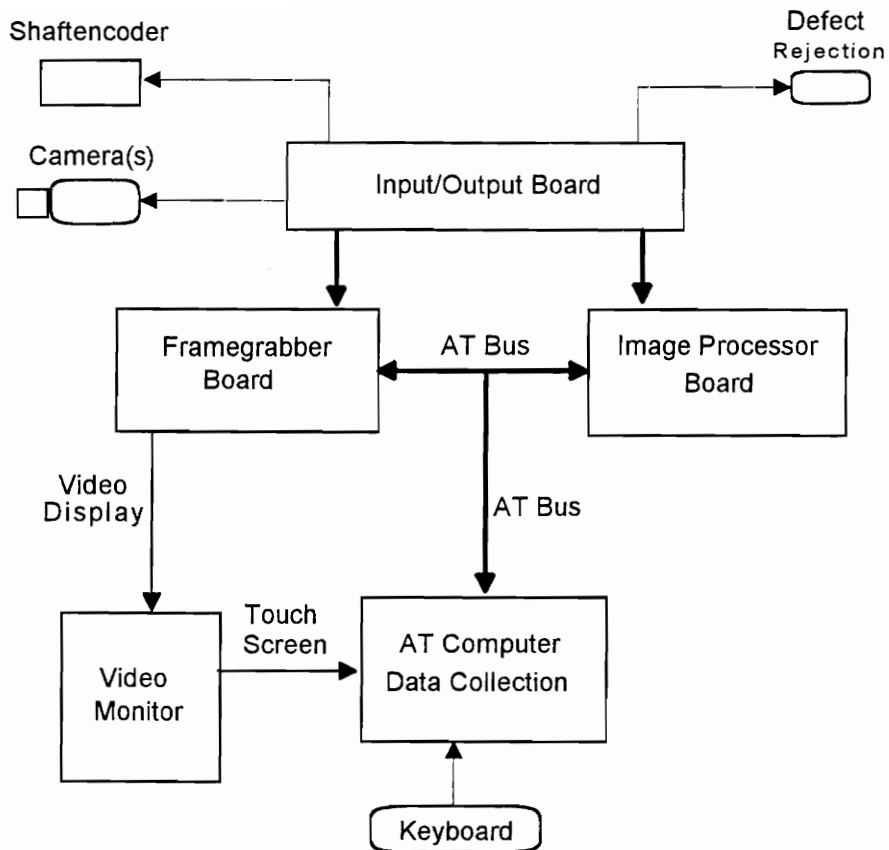 Shaftencoder
Defect
Rejection
Camera(s)
Input/Output Board
Framegrabber
Board
AT Bus
Image Processor
Board
Video
Display
AT Bus
Touch
Screen
Video
Monitor
AT Computer
Data Collection
Keyboard